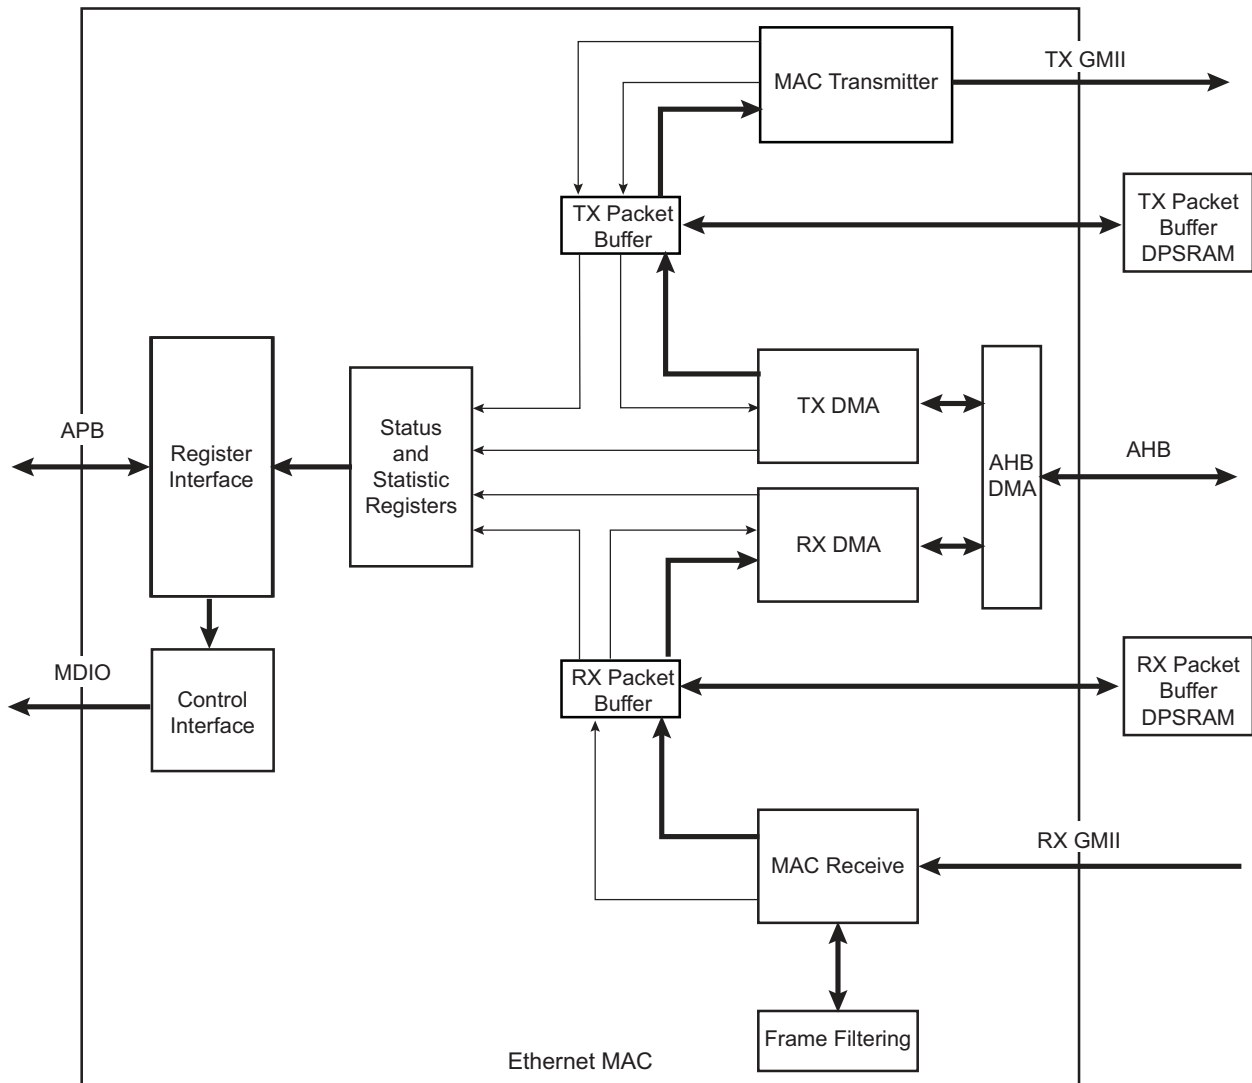 TX GMII
MAC Transmitter
TX Packet
Buffer
TX Packet
Buffer
DPSRAM
APB
Register
Interface
Status
and
Statistic
Registers
TX DMA
AHB
DMA
AHB
RX DMA
MDIO
Control
Interface
RX Packet
Buffer
RX Packet
Buffer
DPSRAM
RX GMII
MAC Receive
Frame Filtering
Ethernet MAC